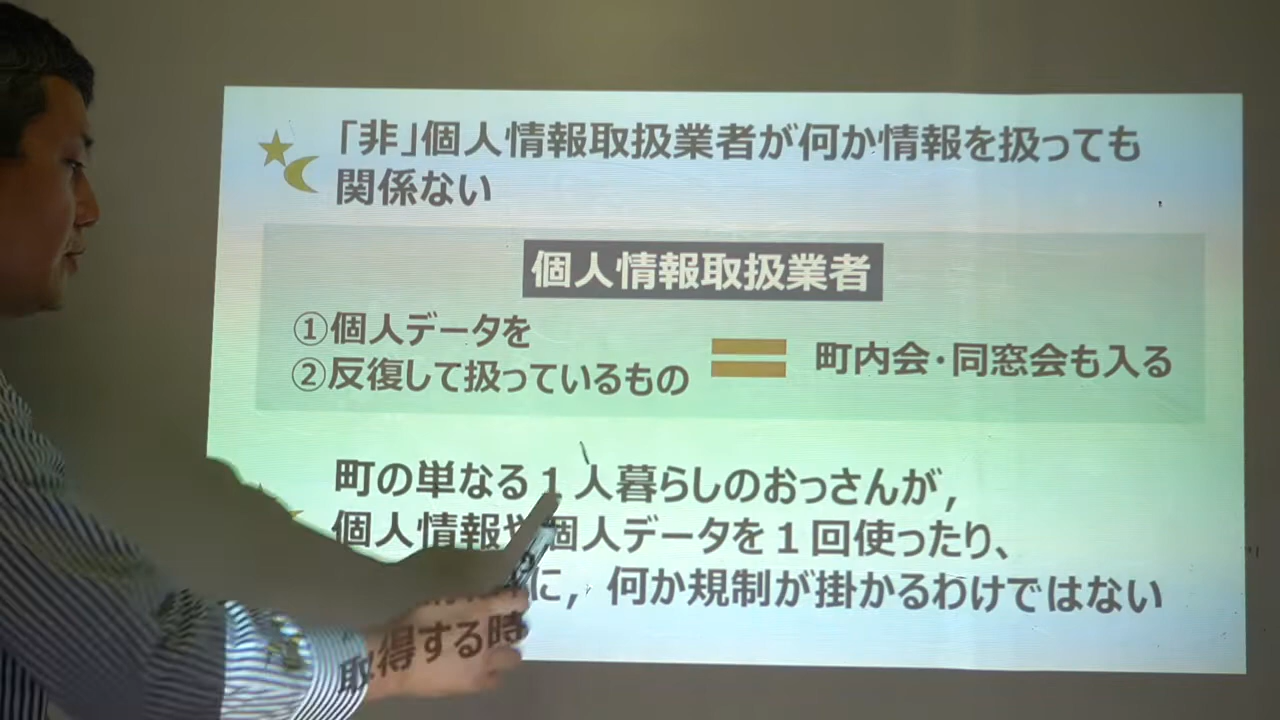 「非」個人情報取扱業者が何か情報を扱っても
関係ない
個人情報取扱業者
①個人データを
②反復して扱っているもの
町内会・同窓会も入る
町の単なる1人暮らしのおっさんが,
個人情報や個人データを1回使ったり、
取得する時に, 何か規制が掛かるわけではない